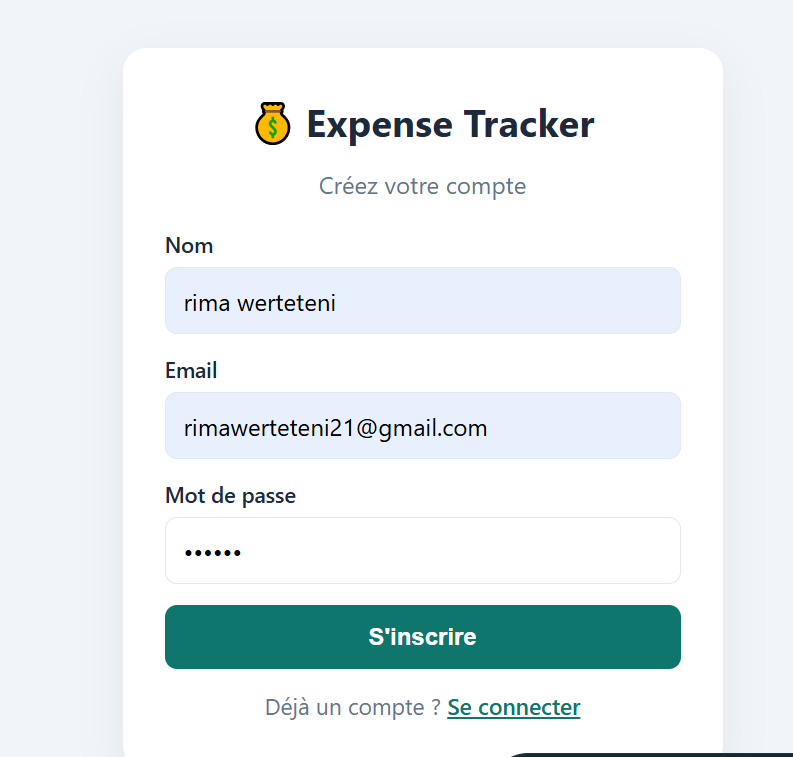 Expense Tracker
Créez votre compte
Nom
rima werteteni
Email
rimawerteteni21@gmail.com
Mot de passe
••••••
S'inscrire
Déjà un compte ? Se connecter